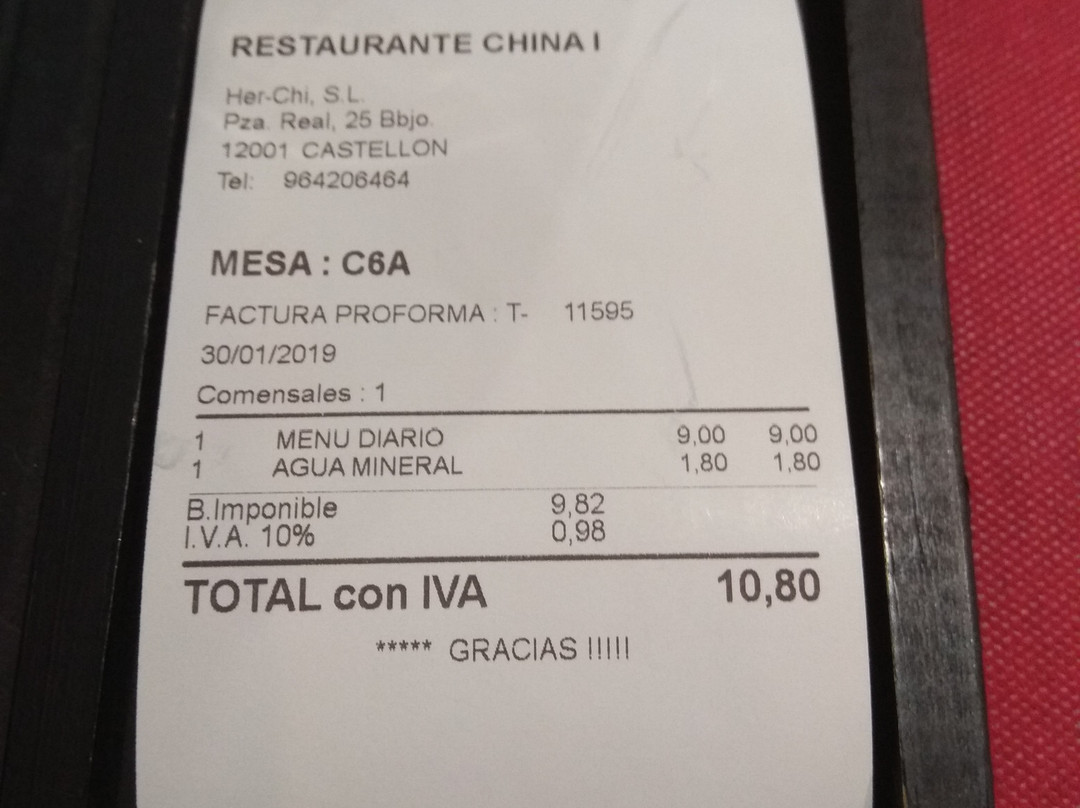 RESTAURANTE CHINA I
Her-Chi, S.L.
Pza. Real, 25 Bbjo.
12001 CASTELLON
Tel: 964206464
MESA : C6A
FACTURA PROFORMA : T- 11595
30/01/2019
Comensales : 1
1 MENU DIARIO 9,00 9,00
1 AGUA MINERAL 1,80 1,80
B.Imponible 9,82
I.V.A. 10% 0,98
TOTAL con IVA 10,80
***** GRACIAS !!!!!